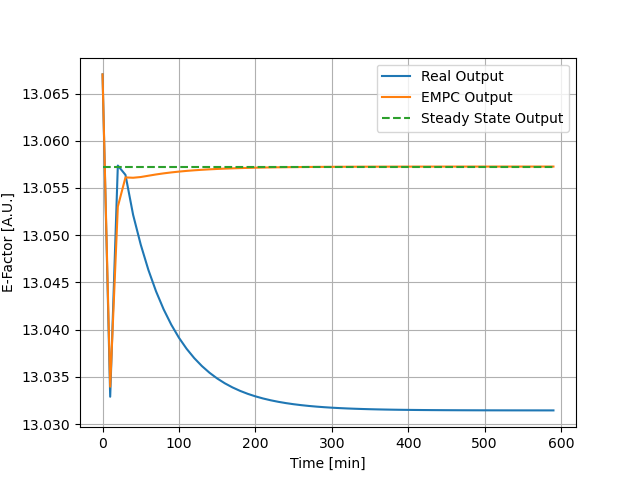 Real Output
EMPC Output
Steady State Output
E-Factor [A.U.]
13.065
13.060
13.055
13.050
13.045
13.040
13.035
13.030
0 100 200 300 400 500 600
Time [min]